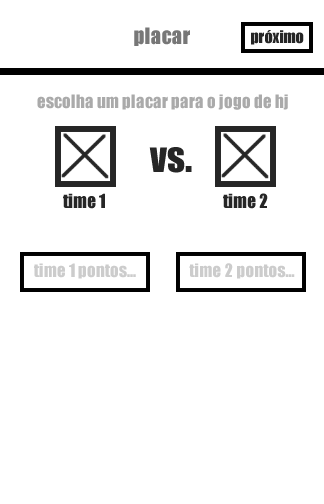 placar
próximo
escolha um placar para o jogo de hj
vs.
time 1
time 2
time 1 pontos...
time 2 pontos...